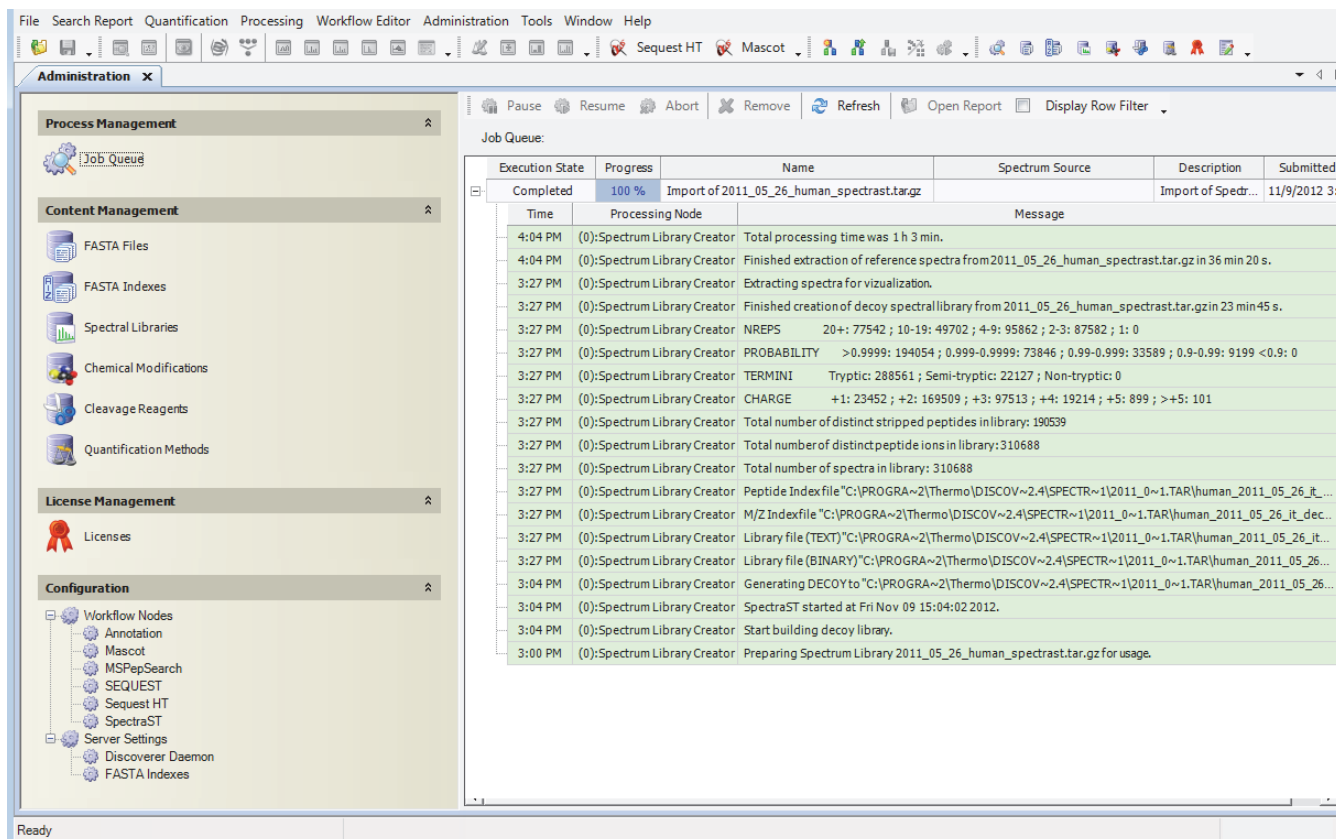 File Search Report Quantification Processing Workflow Editor Administration Tools Window Help
Sequest HT Mascot
Administration x
Pause Resume Abort Remove Refresh Open Report Display Row Filter
Process Management
Job Queue
Content Management
FASTA Files
FASTA Indexes
Spectral Libraries
Chemical Modifications
Cleavage Reagents
Quantification Methods
License Management
Licenses
Configuration
Workflow Nodes
Annotation
Mascot
MSPepSearch
SEQUEST
Sequest HT
SpectraST
Server Settings
Discoverer Daemon
FASTA Indexes
Job Queue:
Execution State Progress Name Spectrum Source Description Submitted
Completed 100 % Import of 2011_05_26_human_spectrast.tar.gz Import of Spectr... 11/9/2012 3:
Time Processing Node Message
4:04 PM (0):Spectrum Library Creator Total processing time was 1 h 3 min.
4:04 PM (0):Spectrum Library Creator Finished extraction of reference spectra from 2011_05_26_human_spectrast.tar.gz in 36 min 20 s.
3:27 PM (0):Spectrum Library Creator Extracting spectra for vizualization.
3:27 PM (0):Spectrum Library Creator Finished creation of decoy spectral library from 2011_05_26_human_spectrast.tar.gz in 23 min 45 s.
3:27 PM (0):Spectrum Library Creator NREPS 20+: 77542 ; 10-19: 49702 ; 4-9: 95862 ; 2-3: 87582 ; 1: 0
3:27 PM (0):Spectrum Library Creator PROBABILITY >0.9999: 194054 ; 0.999-0.9999: 73846 ; 0.99-0.999: 33589 ; 0.9-0.99: 9199 <0.9: 0
3:27 PM (0):Spectrum Library Creator TERMINI Tryptic: 288561 ; Semi-tryptic: 22127 ; Non-tryptic: 0
3:27 PM (0):Spectrum Library Creator CHARGE +1: 23452 ; +2: 169509 ; +3: 97513 ; +4: 19214 ; +5: 899 ; >+5: 101
3:27 PM (0):Spectrum Library Creator Total number of distinct stripped peptides in library: 190539
3:27 PM (0):Spectrum Library Creator Total number of distinct peptide ions in library: 310688
3:27 PM (0):Spectrum Library Creator Total number of spectra in library: 310688
3:27 PM (0):Spectrum Library Creator Peptide Index file "C:\PROGRA~2\Thermo\DISCOV~2.4\SPECTR~1\2011_0~1.TAR\human_2011_05_26_it_...
3:27 PM (0):Spectrum Library Creator M/Z Index file "C:\PROGRA~2\Thermo\DISCOV~2.4\SPECTR~1\2011_0~1.TAR\human_2011_05_26_it_dec...
3:27 PM (0):Spectrum Library Creator Library file (TEXT) "C:\PROGRA~2\Thermo\DISCOV~2.4\SPECTR~1\2011_0~1.TAR\human_2011_05_26_it...
3:27 PM (0):Spectrum Library Creator Library file (BINARY) "C:\PROGRA~2\Thermo\DISCOV~2.4\SPECTR~1\2011_0~1.TAR\human_2011_05_26...
3:04 PM (0):Spectrum Library Creator Generating DECOY to "C:\PROGRA~2\Thermo\DISCOV~2.4\SPECTR~1\2011_0~1.TAR\human_2011_05_26...
3:04 PM (0):Spectrum Library Creator SpectraST started at Fri Nov 09 15:04:02 2012.
3:04 PM (0):Spectrum Library Creator Start building decoy library.
3:00 PM (0):Spectrum Library Creator Preparing Spectrum Library 2011_05_26_human_spectrast.tar.gz for usage.
Ready